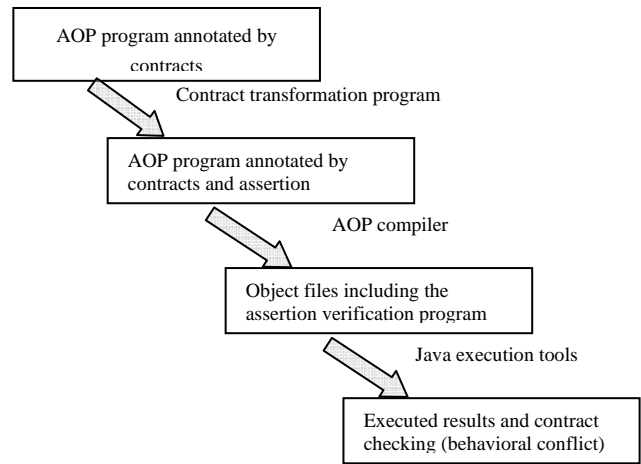 AOP program annotated by
contracts
Contract transformation program
AOP program annotated by
contracts and assertion
AOP compiler
Object files including the
assertion verification program
Java execution tools
Executed results and contract
checking (behavioral conflict)